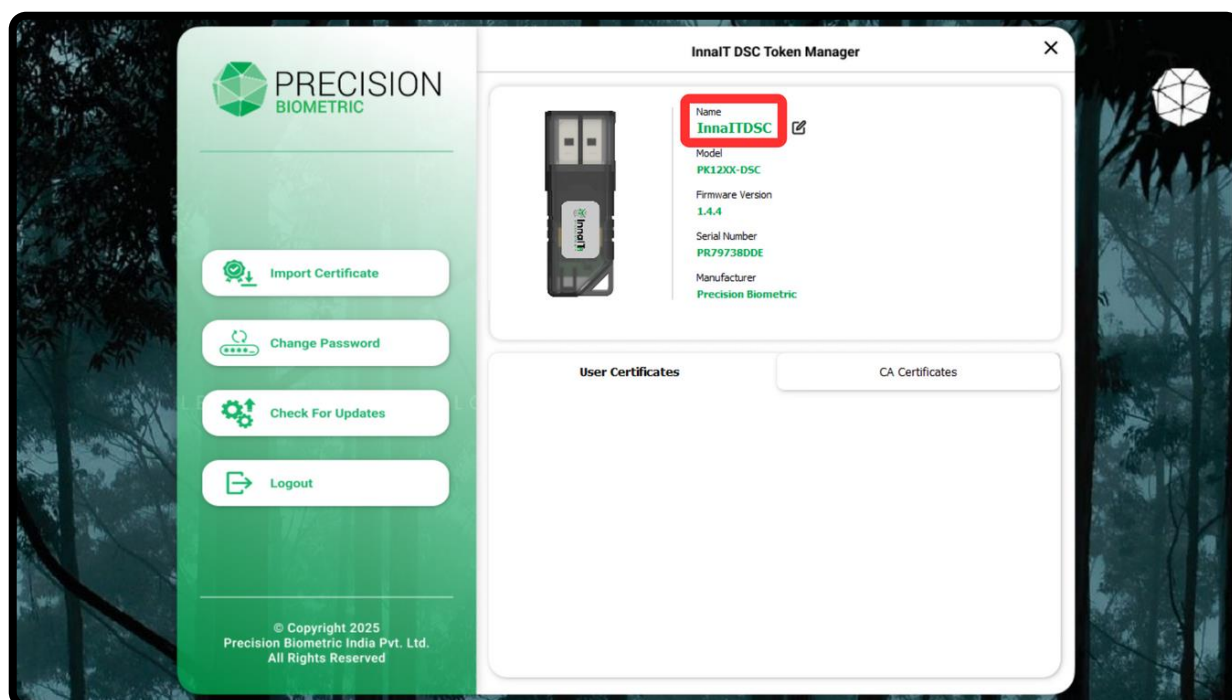 PRECISION
BIOMETRIC
Import Certificate
Change Password
Check For Updates
Logout
© Copyright 2025
Precision Biometric India Pvt. Ltd.
All Rights Reserved
InnaIT DSC Token Manager
InnaIT
Name
InnaITDSC
Model
PK12XX-DSC
Firmware Version
1.4.4
Serial Number
PR79738DDE
Manufacturer
Precision Biometric
User Certificates
CA Certificates